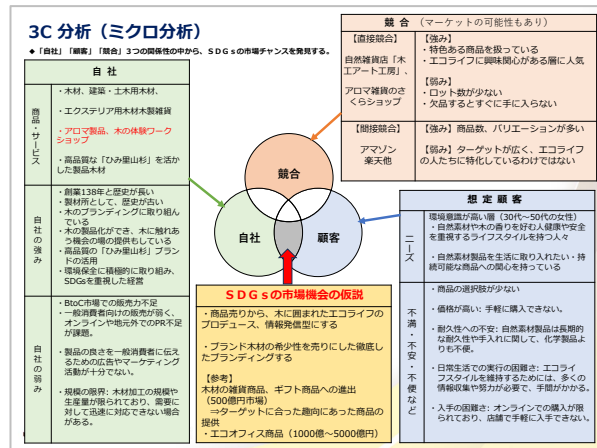 3C 分析（ミクロ分析）
◆「自社」「顧客」「競合」3つの関係性の中から、SDGsの市場チャンスを発見する。
自 社
商品・サービス
・木材、建築・土木用木材、
・エクステリア用木材木製雑貨
・アロマ製品、木の体験ワーク
ショップ
・高品質な「ひみ里山杉」を活か
した製品木材
自社の強み
・創業138年と歴史が長い
・製材所として、歴史が古い
・木のブランディングに取り組ん
でいる
・木の製品化ができ、木に触れあ
う機会の場の提供もしている
・高品質の「ひみ里山杉」ブラン
ドの活用
・環境保全に積極的に取り組み、
SDGsを重視した経営
自社の弱み
・BtoC市場での販売力不足
・一般消費者向けの販売が弱く、
オンラインや地元外でのPR不足
が課題。
・製品の良さを一般消費者に伝え
るための広告やマーケティング
活動が十分でない。
・規模の限界: 木材加工の規模や
生産量が限られており、需要に
対して迅速に対応できない場合
がある。
競合
自社
顧客
SDGsの市場機会の仮説
・商品売りから、木に囲まれたエコライフ
のプロデュース、情報発信型にする
・ブランド木材の希少性を売りにした徹底し
たブランディングする
【参考】
木材の雑貨商品、ギフト商品への進出
（500億円市場）
⇒ターゲットに合った趣向にあった商品の
提供
・エコオフィス商品（1000億～5000億円）
競 合 （マーケットの可能性もあり）
【直接競合】
自然雑貨店「木
エアート工房」、
アロマ雑貨のさ
くらショップ
【強み】
・特色ある商品を扱っている
・エコライフに興味関心がある層に人気
【弱み】
・ロット数が少ない
・欠品するとすぐに手に入らない
【間接競合】
アマゾン
楽天他
【強み】商品数、バリエーションが多い
【弱み】ターゲットが広く、エコライフ
の人たちに特化しているわけではない
想 定 顧 客
ニーズ
環境意識が高い層（30代～50代の女性）
・自然素材や木の香りを好む人健康や安全
を重視するライフスタイルを持つ人々
・自然素材製品を生活に取り入れたい・持
続可能な商品への関心を持っている
不満・不安・不便など
・商品の選択肢が少ない
・価格が高い: 手軽に購入できない。
・耐久性への不安: 自然素材製品は長期的
な耐久性や手入れに関して、化学製品よ
りも不便。
・日常生活での実行の困難さ: エコライ
フスタイルを維持するためには、多くの
情報収集や努力が必要で、手間がかかる。
・入手の困難さ: オンラインでの購入が限
られており、店舗で手軽に入手できない。